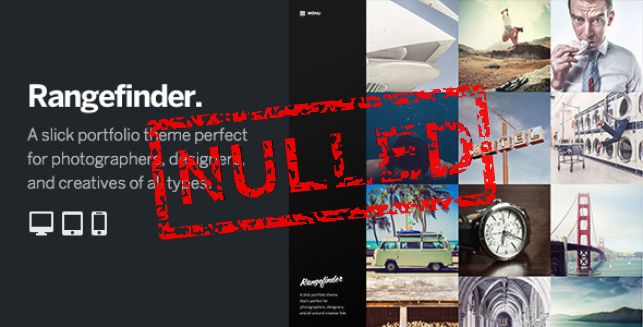 Rangefinder.
A slick portfolio theme perfect
for photographers, designers,
and creatives of all types.
MENU
NULLED
Rangefinder
A slick portfolio theme
that's perfect for
photographers, designers,
and all around creative folk.